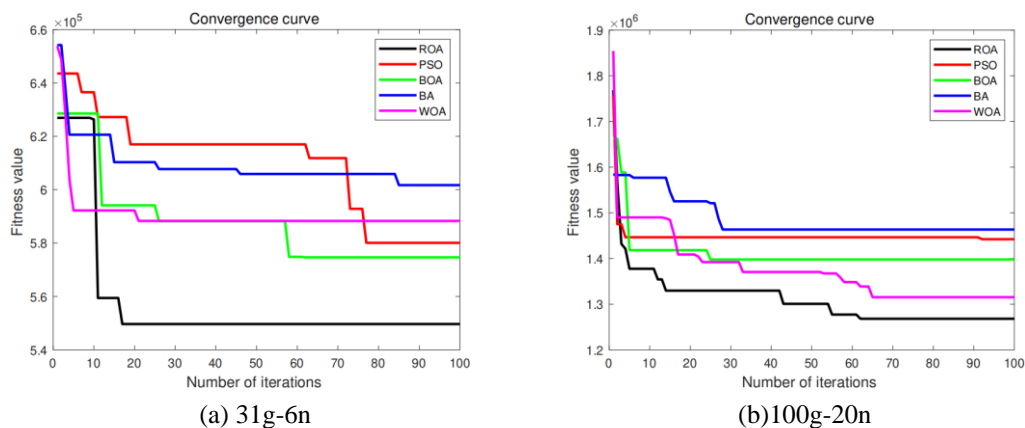 Convergence curve
×10⁵
6.6
6.4
6.2
6
5.8
5.6
5.4
Fitness value
0 10 20 30 40 50 60 70 80 90 100
Number of iterations
ROA
PSO
BOA
BA
WOA
(a) 31g-6n
Convergence curve
×10⁶
1.9
1.8
1.7
1.6
1.5
1.4
1.3
1.2
Fitness value
0 10 20 30 40 50 60 70 80 90 100
Number of iterations
ROA
PSO
BOA
BA
WOA
(b)100g-20n